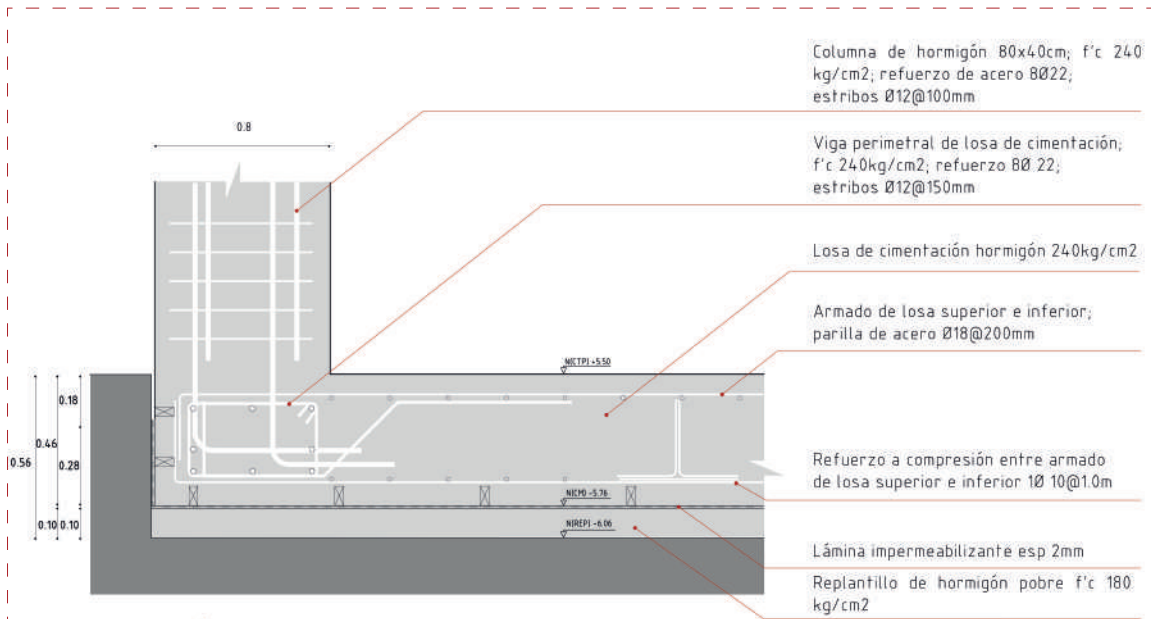 Columna de hormigón 80x40cm; f'c 240
kg/cm2; refuerzo de acero 8Ø22;
estribos Ø12@100mm
0.8
Viga perimetral de losa de cimentación;
f'c 240kg/cm2; refuerzo 8Ø 22;
estribos Ø12@150mm
Losa de cimentación hormigón 240kg/cm2
Armado de losa superior e inferior;
parilla de acero Ø18@200mm
N(CTP) +5.50
0.18
0.46
0.56
0.28
Refuerzo a compresión entre armado
de losa superior e inferior 1Ø 10@1.0m
N(CM) -5.76
0.10
0.10
N(REP) -6.06
Lámina impermeabilizante esp 2mm
Replantillo de hormigón pobre f'c 180
kg/cm2